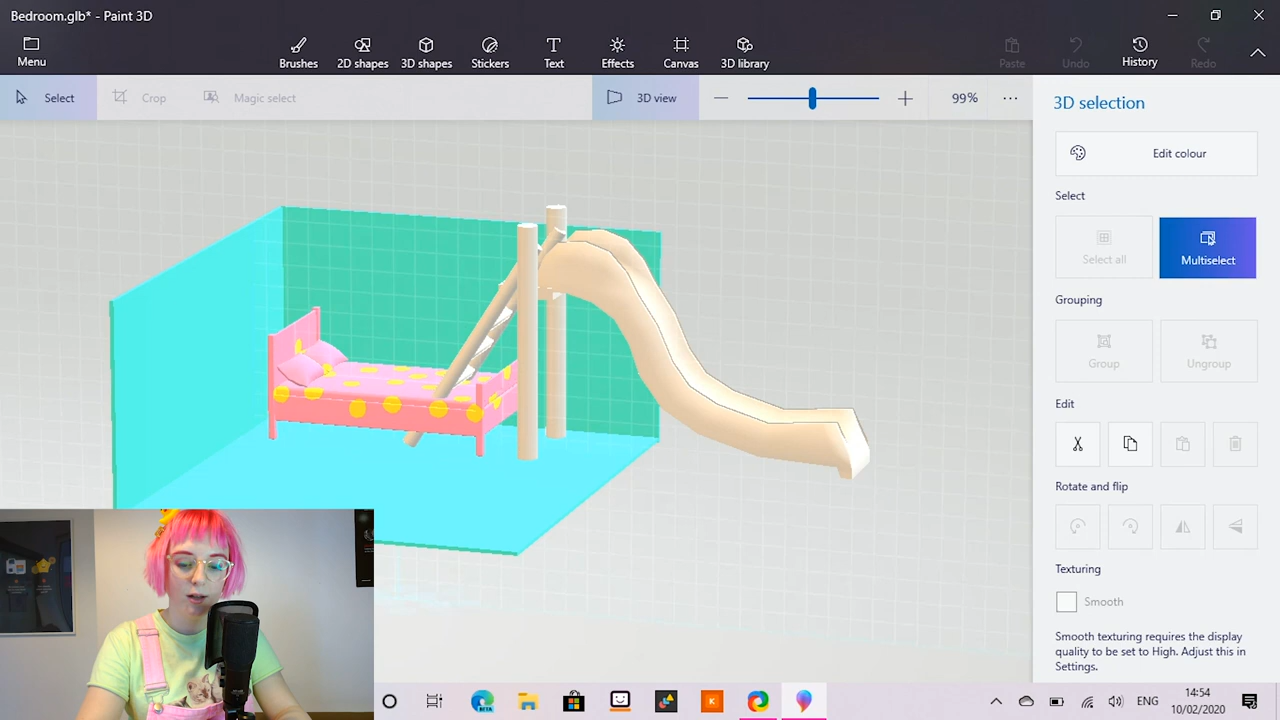 Bedroom.glb* - Paint 3D
Menu
Brushes
2D shapes
3D shapes
Stickers
Text
Effects
Canvas
3D library
Paste
Undo
History
Redo
Select
Crop
Magic select
3D view
99%
3D selection
Edit colour
Select
Select all
Multiselect
Grouping
Group
Ungroup
Edit
Rotate and flip
Texturing
Smooth
Smooth texturing requires the display
quality to be set to High. Adjust this in
Settings.
BETA
K
ENG
14:54
10/02/2020